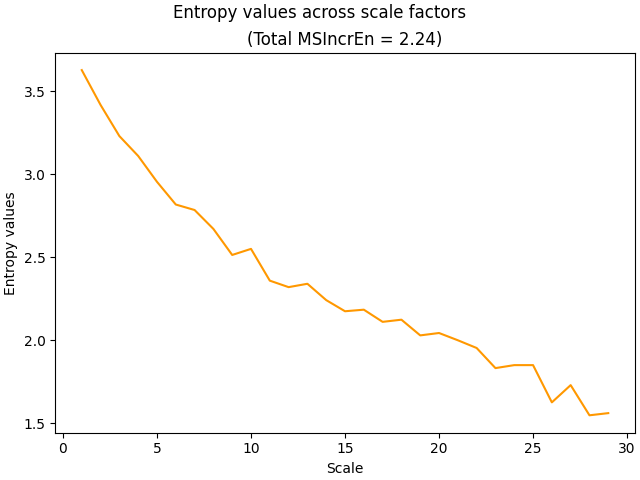 Entropy values across scale factors
(Total MSIncrEn = 2.24)
3.5
3.0
2.5
2.0
1.5
Entropy values
0 5 10 15 20 25 30
Scale